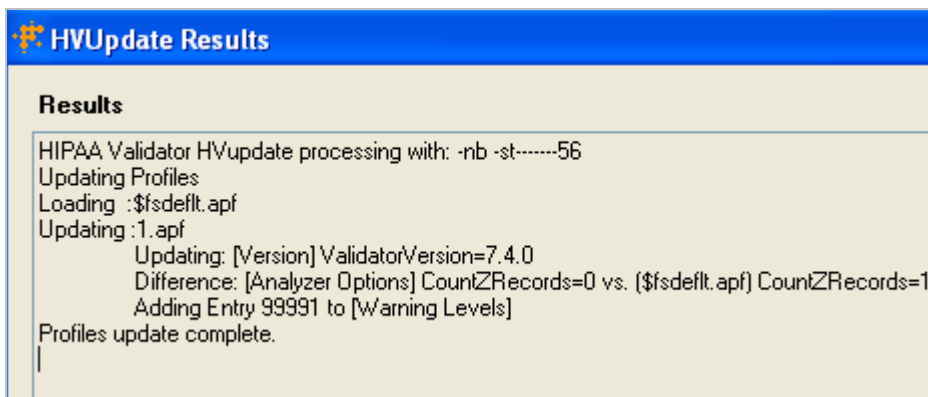 HVUpdate Results
Results
HIPAA Validator HVupdate processing with: -nb -st-------56
Updating Profiles
Loading :$fsdeflt.apf
Updating :1.apf
Updating: [Version] ValidatorVersion=7.4.0
Difference: [Analyzer Options] CountZRecords=0 vs. ($fsdeflt.apf) CountZRecords=1
Adding Entry 99991 to [Warning Levels]
Profiles update complete.